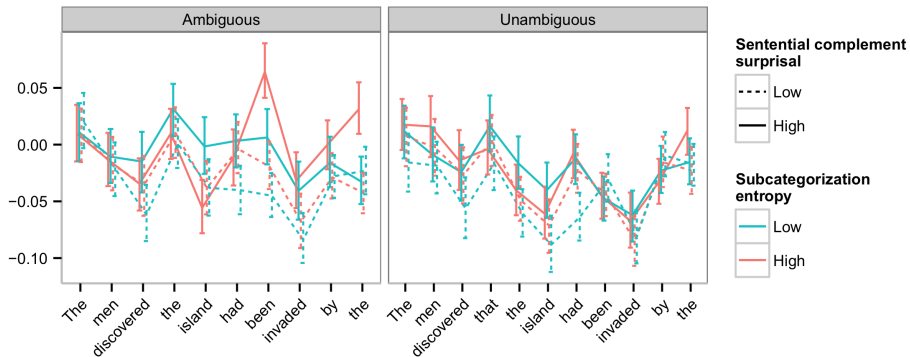 Ambiguous
Unambiguous
0.05
0.00
−0.05
−0.10
The
men
discovered
the
island
had
been
invaded
by
the
The
men
discovered
that
the
island
had
been
invaded
by
the
Sentential complement
surprisal
Low
High
Subcategorization
entropy
Low
High